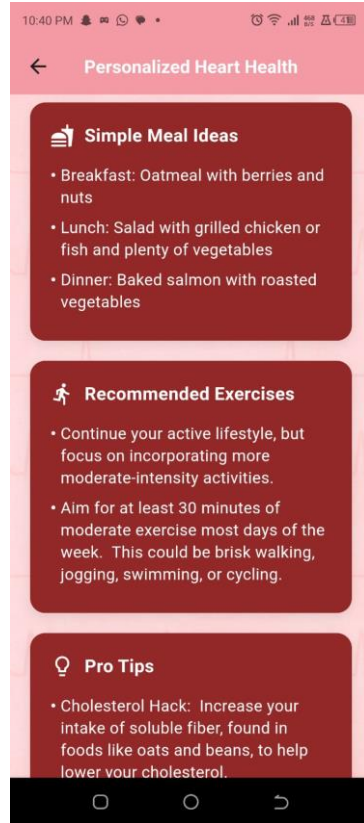 10:40 PM
Personalized Heart Health
Simple Meal Ideas
• Breakfast: Oatmeal with berries and
nuts
• Lunch: Salad with grilled chicken or
fish and plenty of vegetables
• Dinner: Baked salmon with roasted
vegetables
Recommended Exercises
• Continue your active lifestyle, but
focus on incorporating more
moderate-intensity activities.
• Aim for at least 30 minutes of
moderate exercise most days of the
week.  This could be brisk walking,
jogging, swimming, or cycling.
Pro Tips
• Cholesterol Hack:  Increase your
intake of soluble fiber, found in
foods like oats and beans, to help
lower your cholesterol.